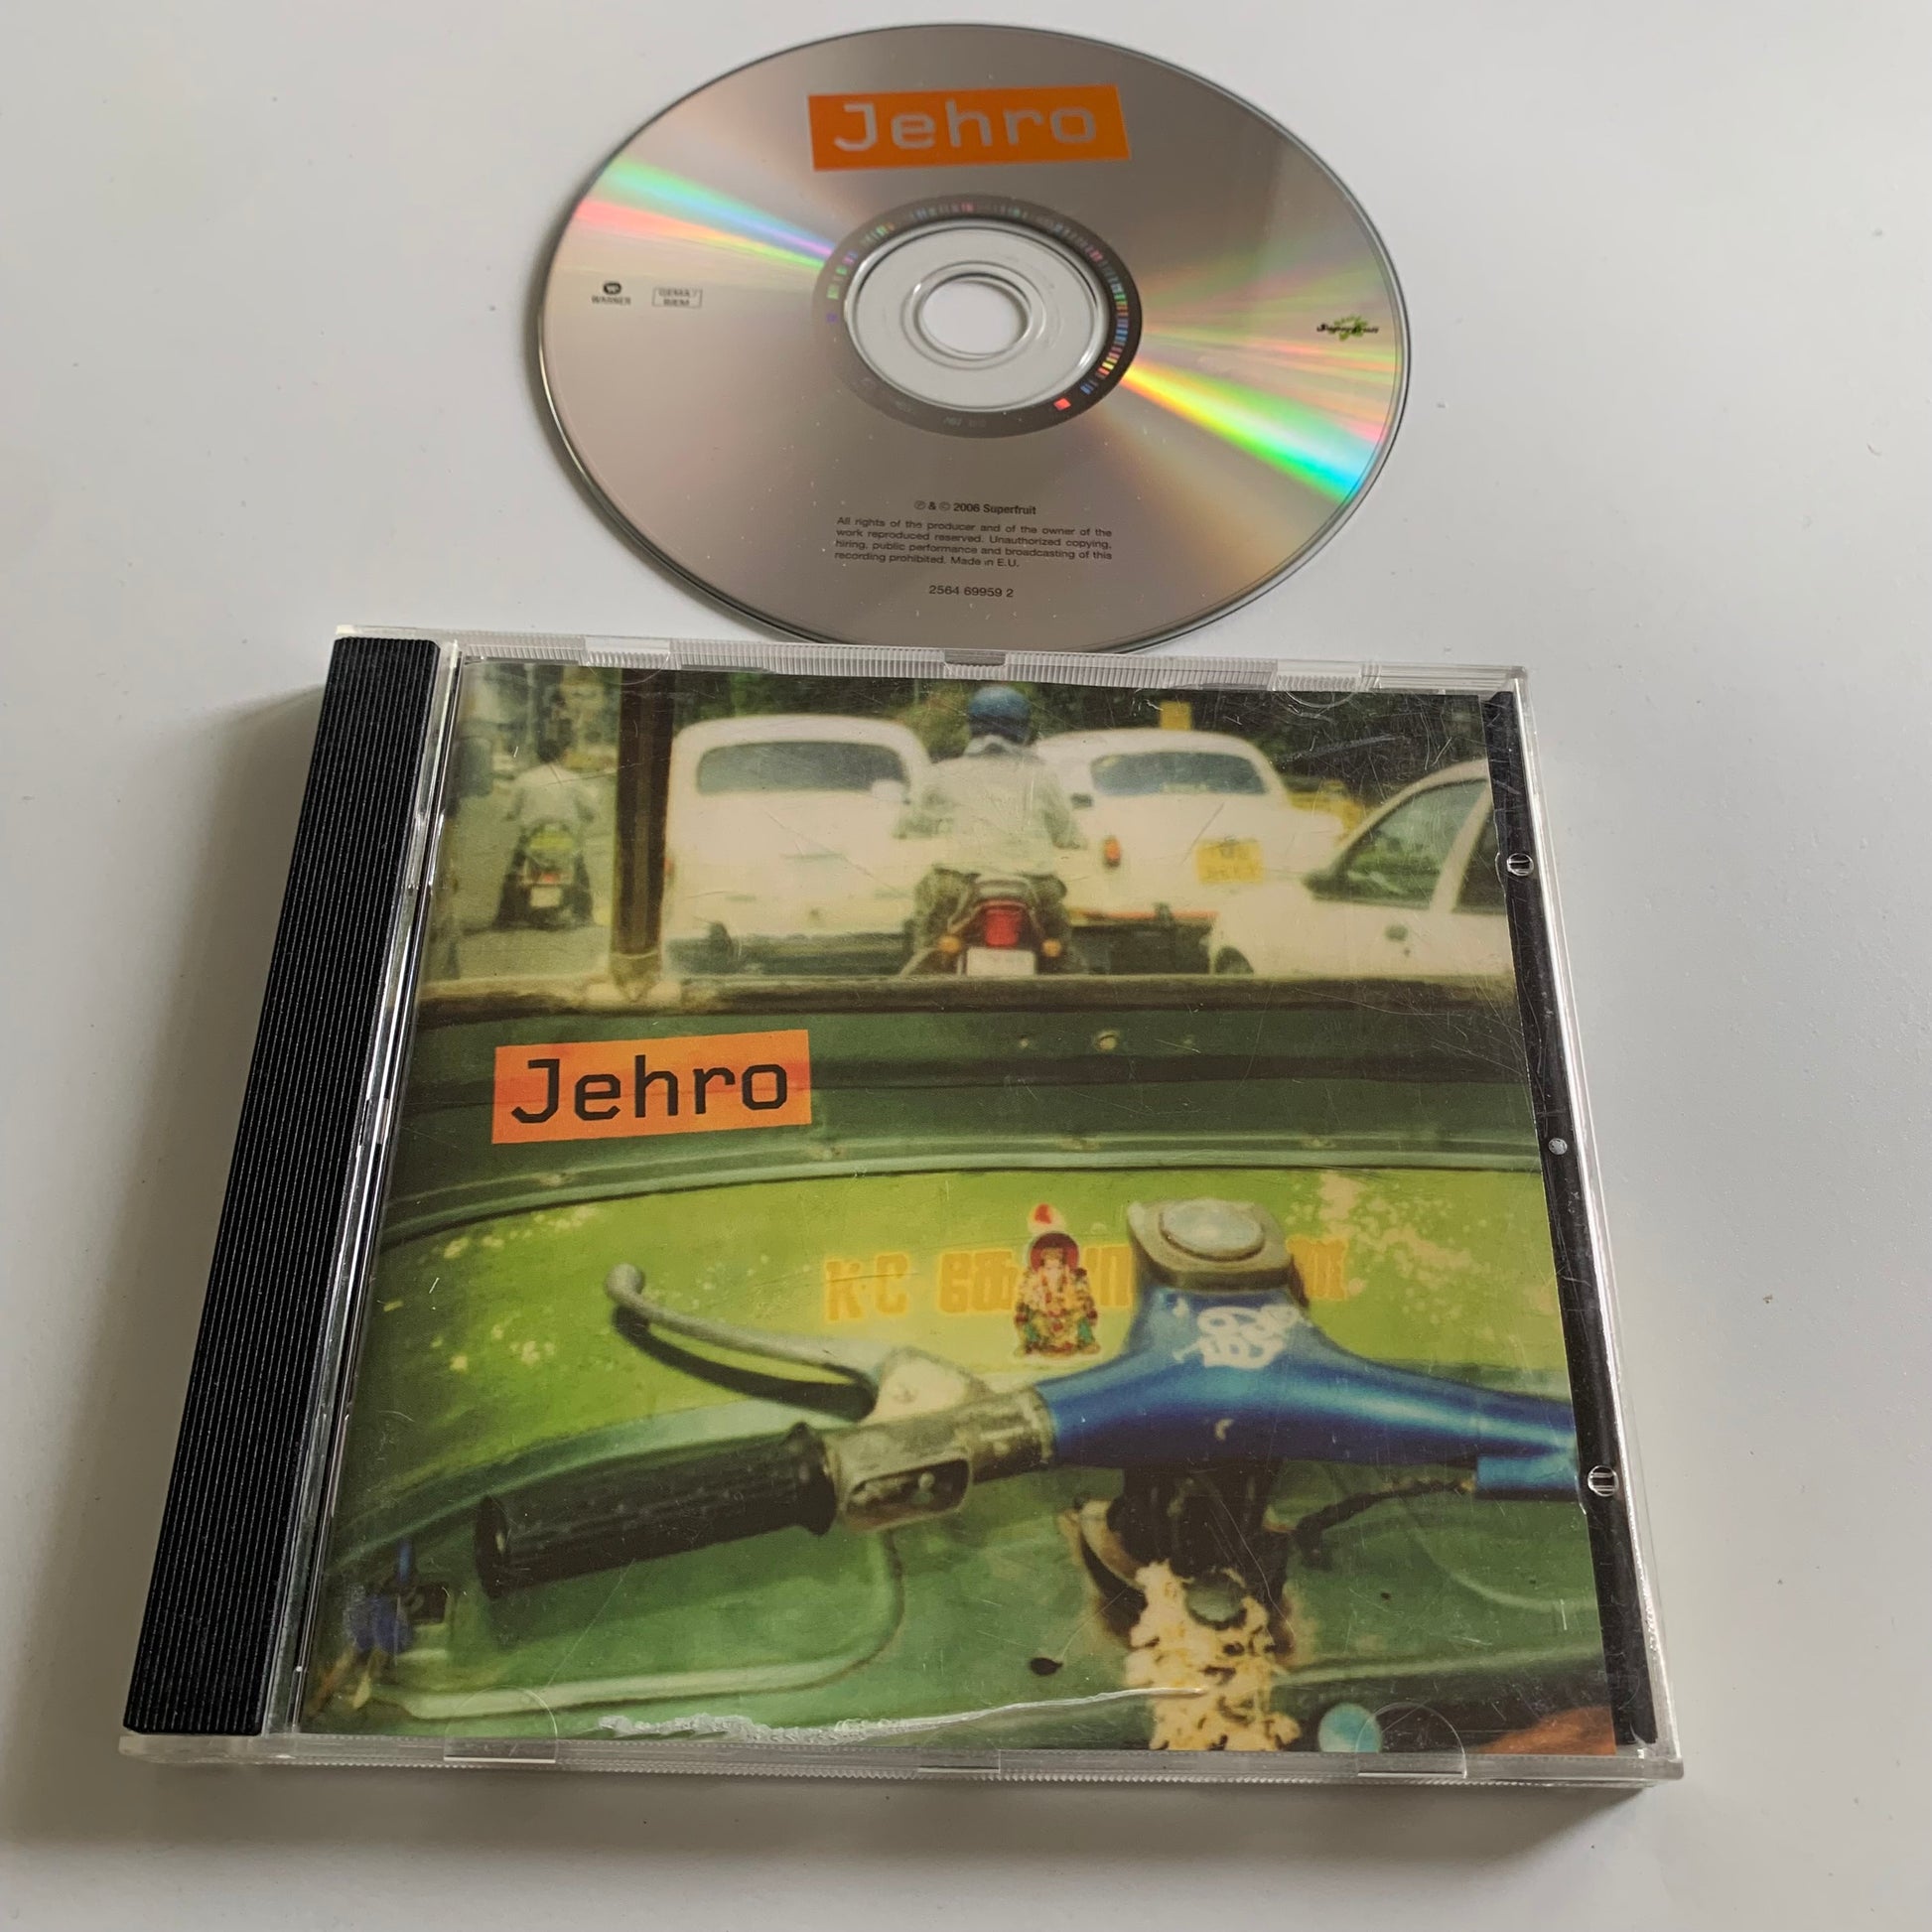 Jehro
WARNER
GEMA /
BIEM
Superfruit
℗ & © 2006 Superfruit
All rights of the producer and of the owner of the
work reproduced reserved. Unauthorized copying,
hiring, public performance and broadcasting of this
recording prohibited. Made in E.U.
2564 69959 2
Jehro
K·C